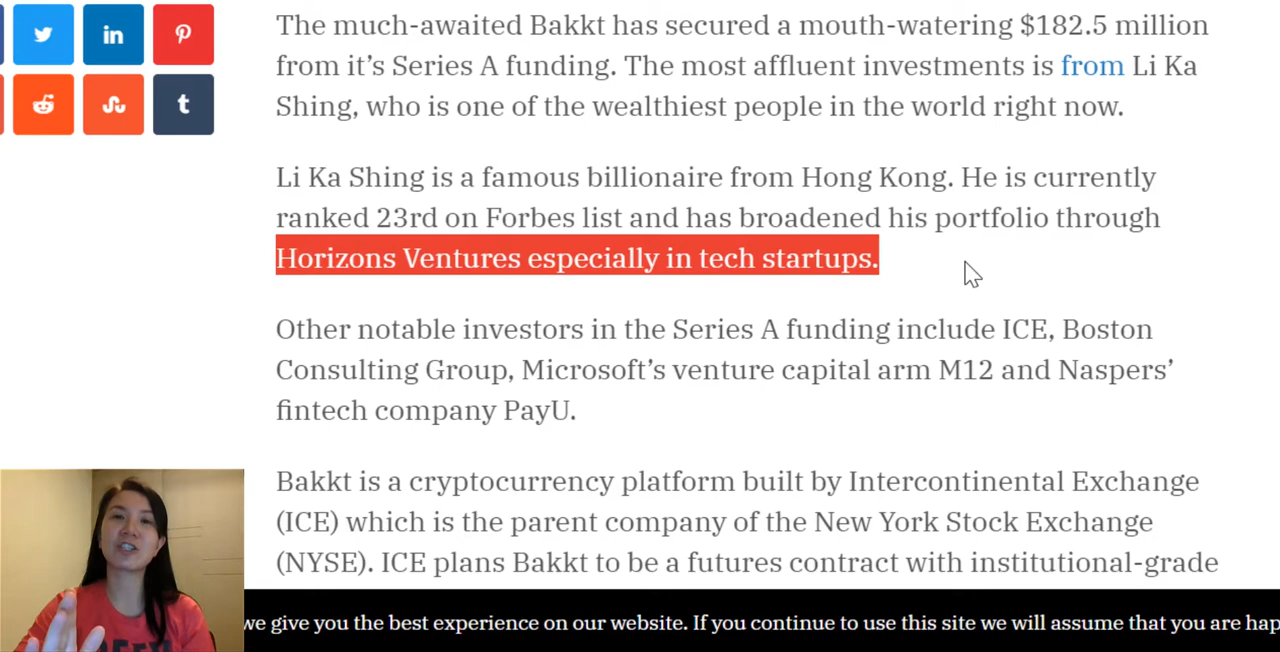 The much-awaited Bakkt has secured a mouth-watering $182.5 million
from it’s Series A funding. The most affluent investments is from Li Ka
Shing, who is one of the wealthiest people in the world right now.
Li Ka Shing is a famous billionaire from Hong Kong. He is currently
ranked 23rd on Forbes list and has broadened his portfolio through
Horizons Ventures especially in tech startups.
Other notable investors in the Series A funding include ICE, Boston
Consulting Group, Microsoft’s venture capital arm M12 and Naspers’
fintech company PayU.
Bakkt is a cryptocurrency platform built by Intercontinental Exchange
(ICE) which is the parent company of the New York Stock Exchange
(NYSE). ICE plans Bakkt to be a futures contract with institutional-grade
we give you the best experience on our website. If you continue to use this site we will assume that you are hap